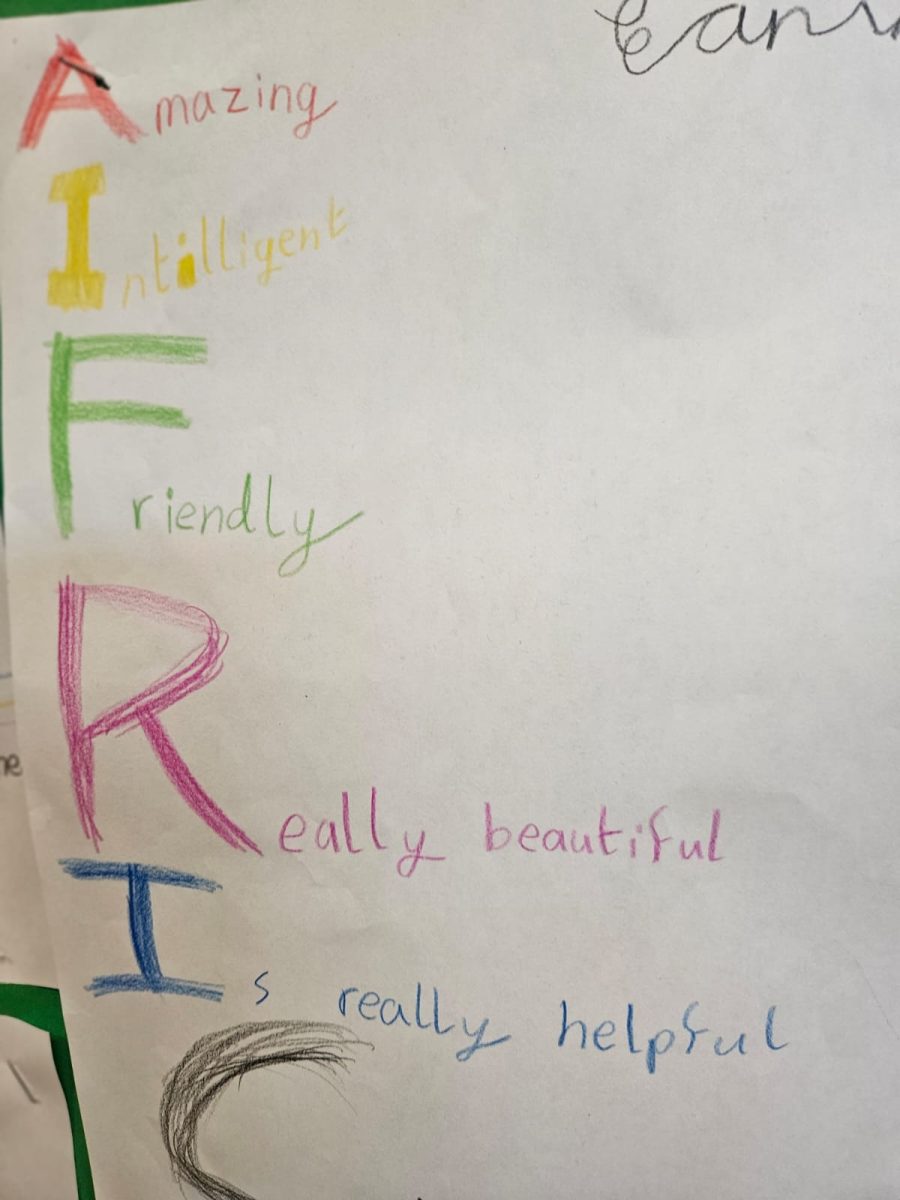 Amazing
Intilligent
Friendly
Really beautiful
Is really helpful